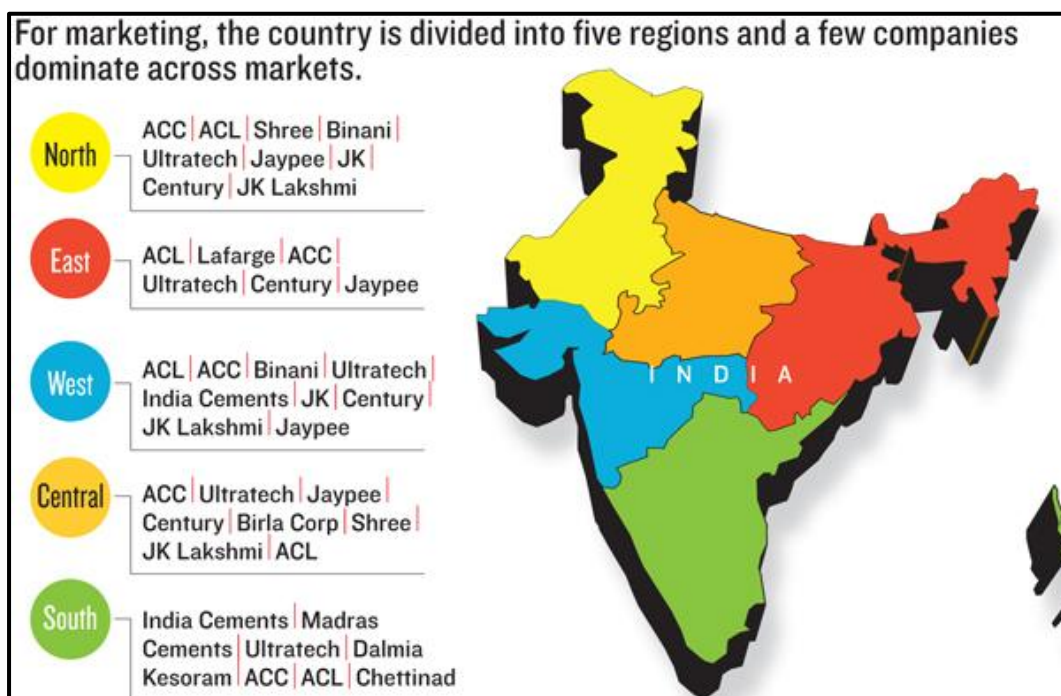 For marketing, the country is divided into five regions and a few companies
dominate across markets.
North
ACC | ACL | Shree | Binani |
Ultratech | Jaypee | JK |
Century | JK Lakshmi
East
ACL | Lafarge | ACC |
Ultratech | Century | Jaypee
West
ACL | ACC | Binani | Ultratech |
India Cements | JK | Century |
JK Lakshmi | Jaypee
Central
ACC | Ultratech | Jaypee |
Century | Birla Corp | Shree |
JK Lakshmi | ACL
South
India Cements | Madras
Cements | Ultratech | Dalmia
Kesoram | ACC | ACL | Chettinad
INDIA